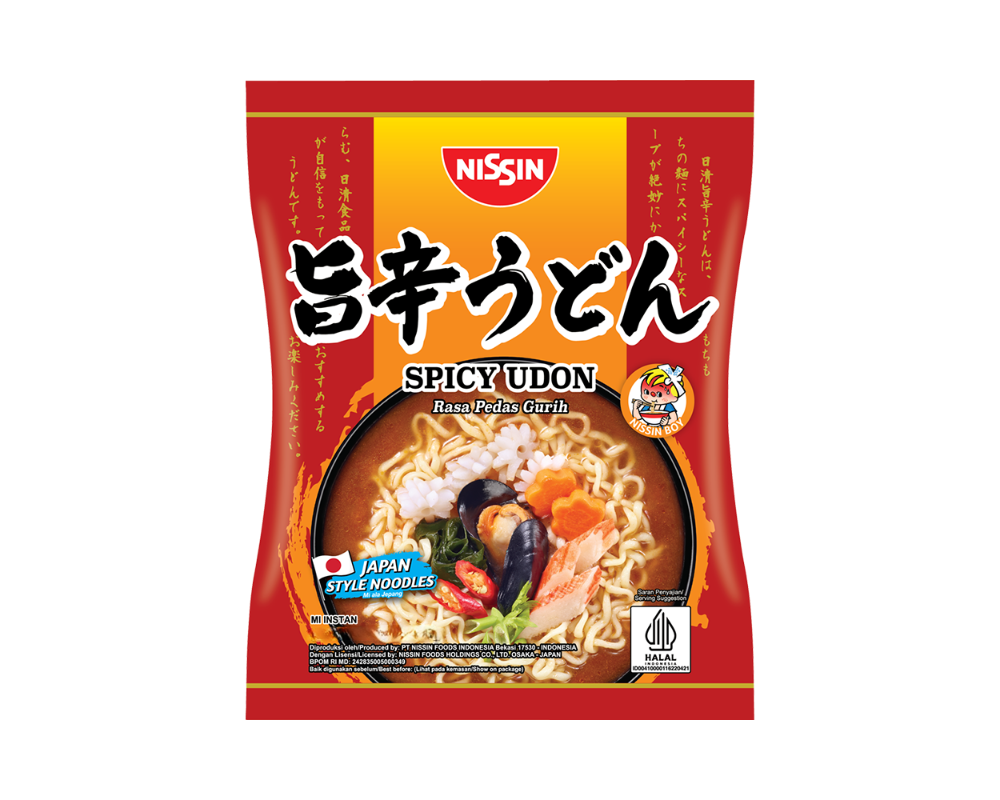 NISSIN
日清旨辛うどんは、もちも
ちの麺にスパイシーなス
ープが絶妙にか
らむ、日清食品
が自信をもっておすすめする
うどんです。お楽しみください。
旨辛うどん
SPICY UDON
Rasa Pedas Gurih
NISSIN BOY
JAPAN
STYLE NOODLES
Mi ala Jepang
MI INSTAN
Saran Penyajian/
Serving Suggestion
HALAL
INDONESIA
ID00410000116220421
Diproduksi oleh/Produced by: PT NISSIN FOODS INDONESIA Bekasi 17530 - INDONESIA
Dengan Lisensi/Licensed by: NISSIN FOODS HOLDINGS CO., LTD. OSAKA - JAPAN
BPOM RI MD: 242835005000349
Baik digunakan sebelum/Best before: (Lihat pada kemasan/Show on package)